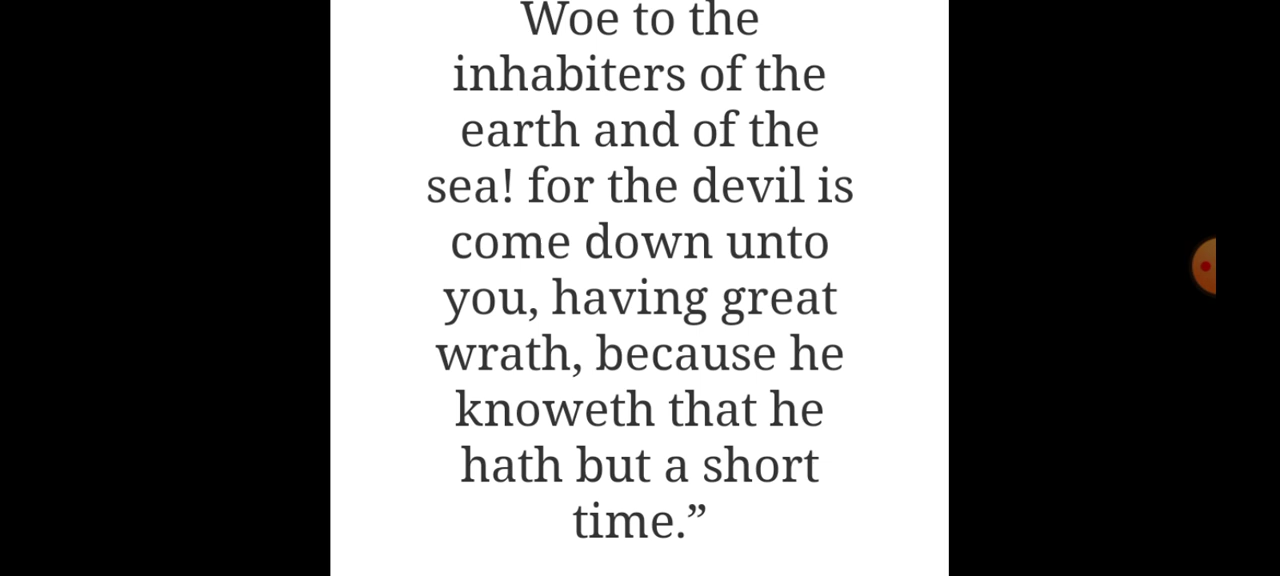 Woe to the
inhabiters of the
earth and of the
sea! for the devil is
come down unto
you, having great
wrath, because he
knoweth that he
hath but a short
time.”